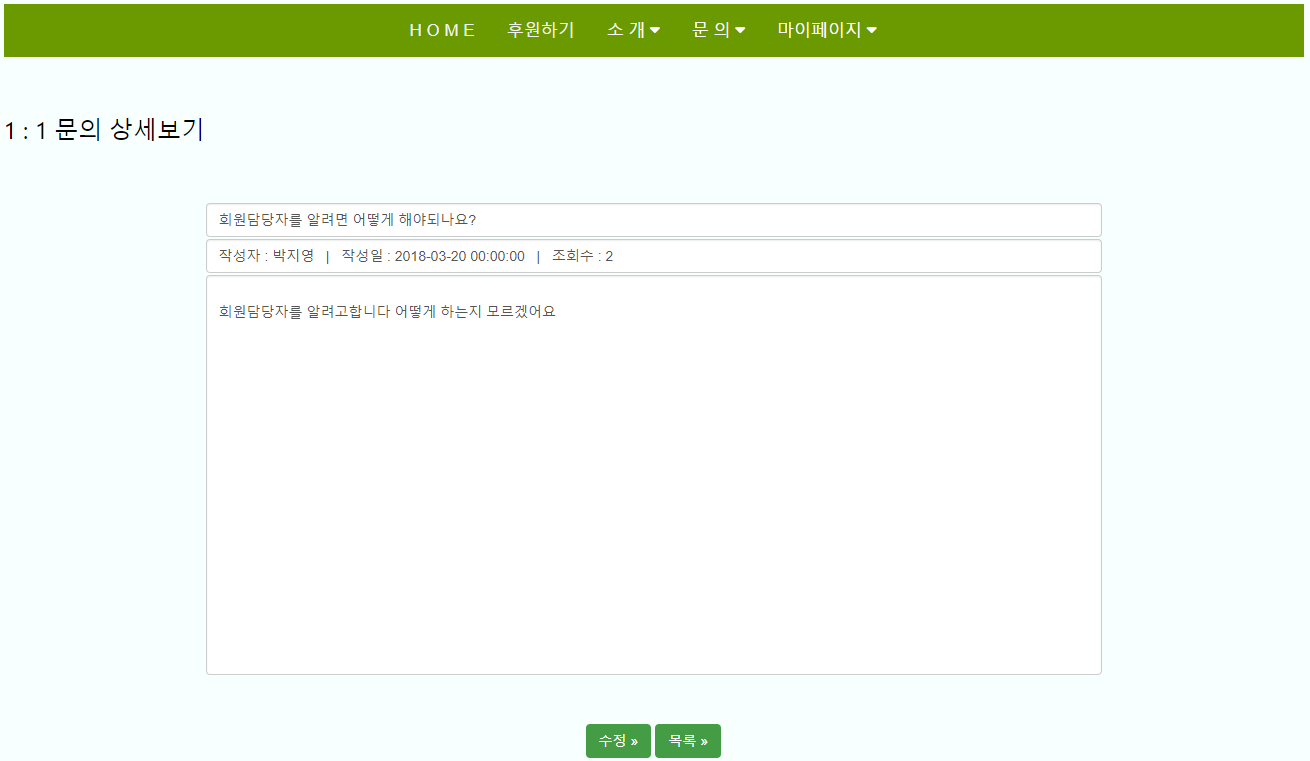 H O M E 후원하기 소 개 문 의 마이페이지
1 : 1 문의 상세보기
회원담당자를 알려면 어떻게 해야되나요?
작성자 : 박지영 | 작성일 : 2018-03-20 00:00:00 | 조회수 : 2
회원담당자를 알려고합니다 어떻게 하는지 모르겠어요
수정 » 목록 »